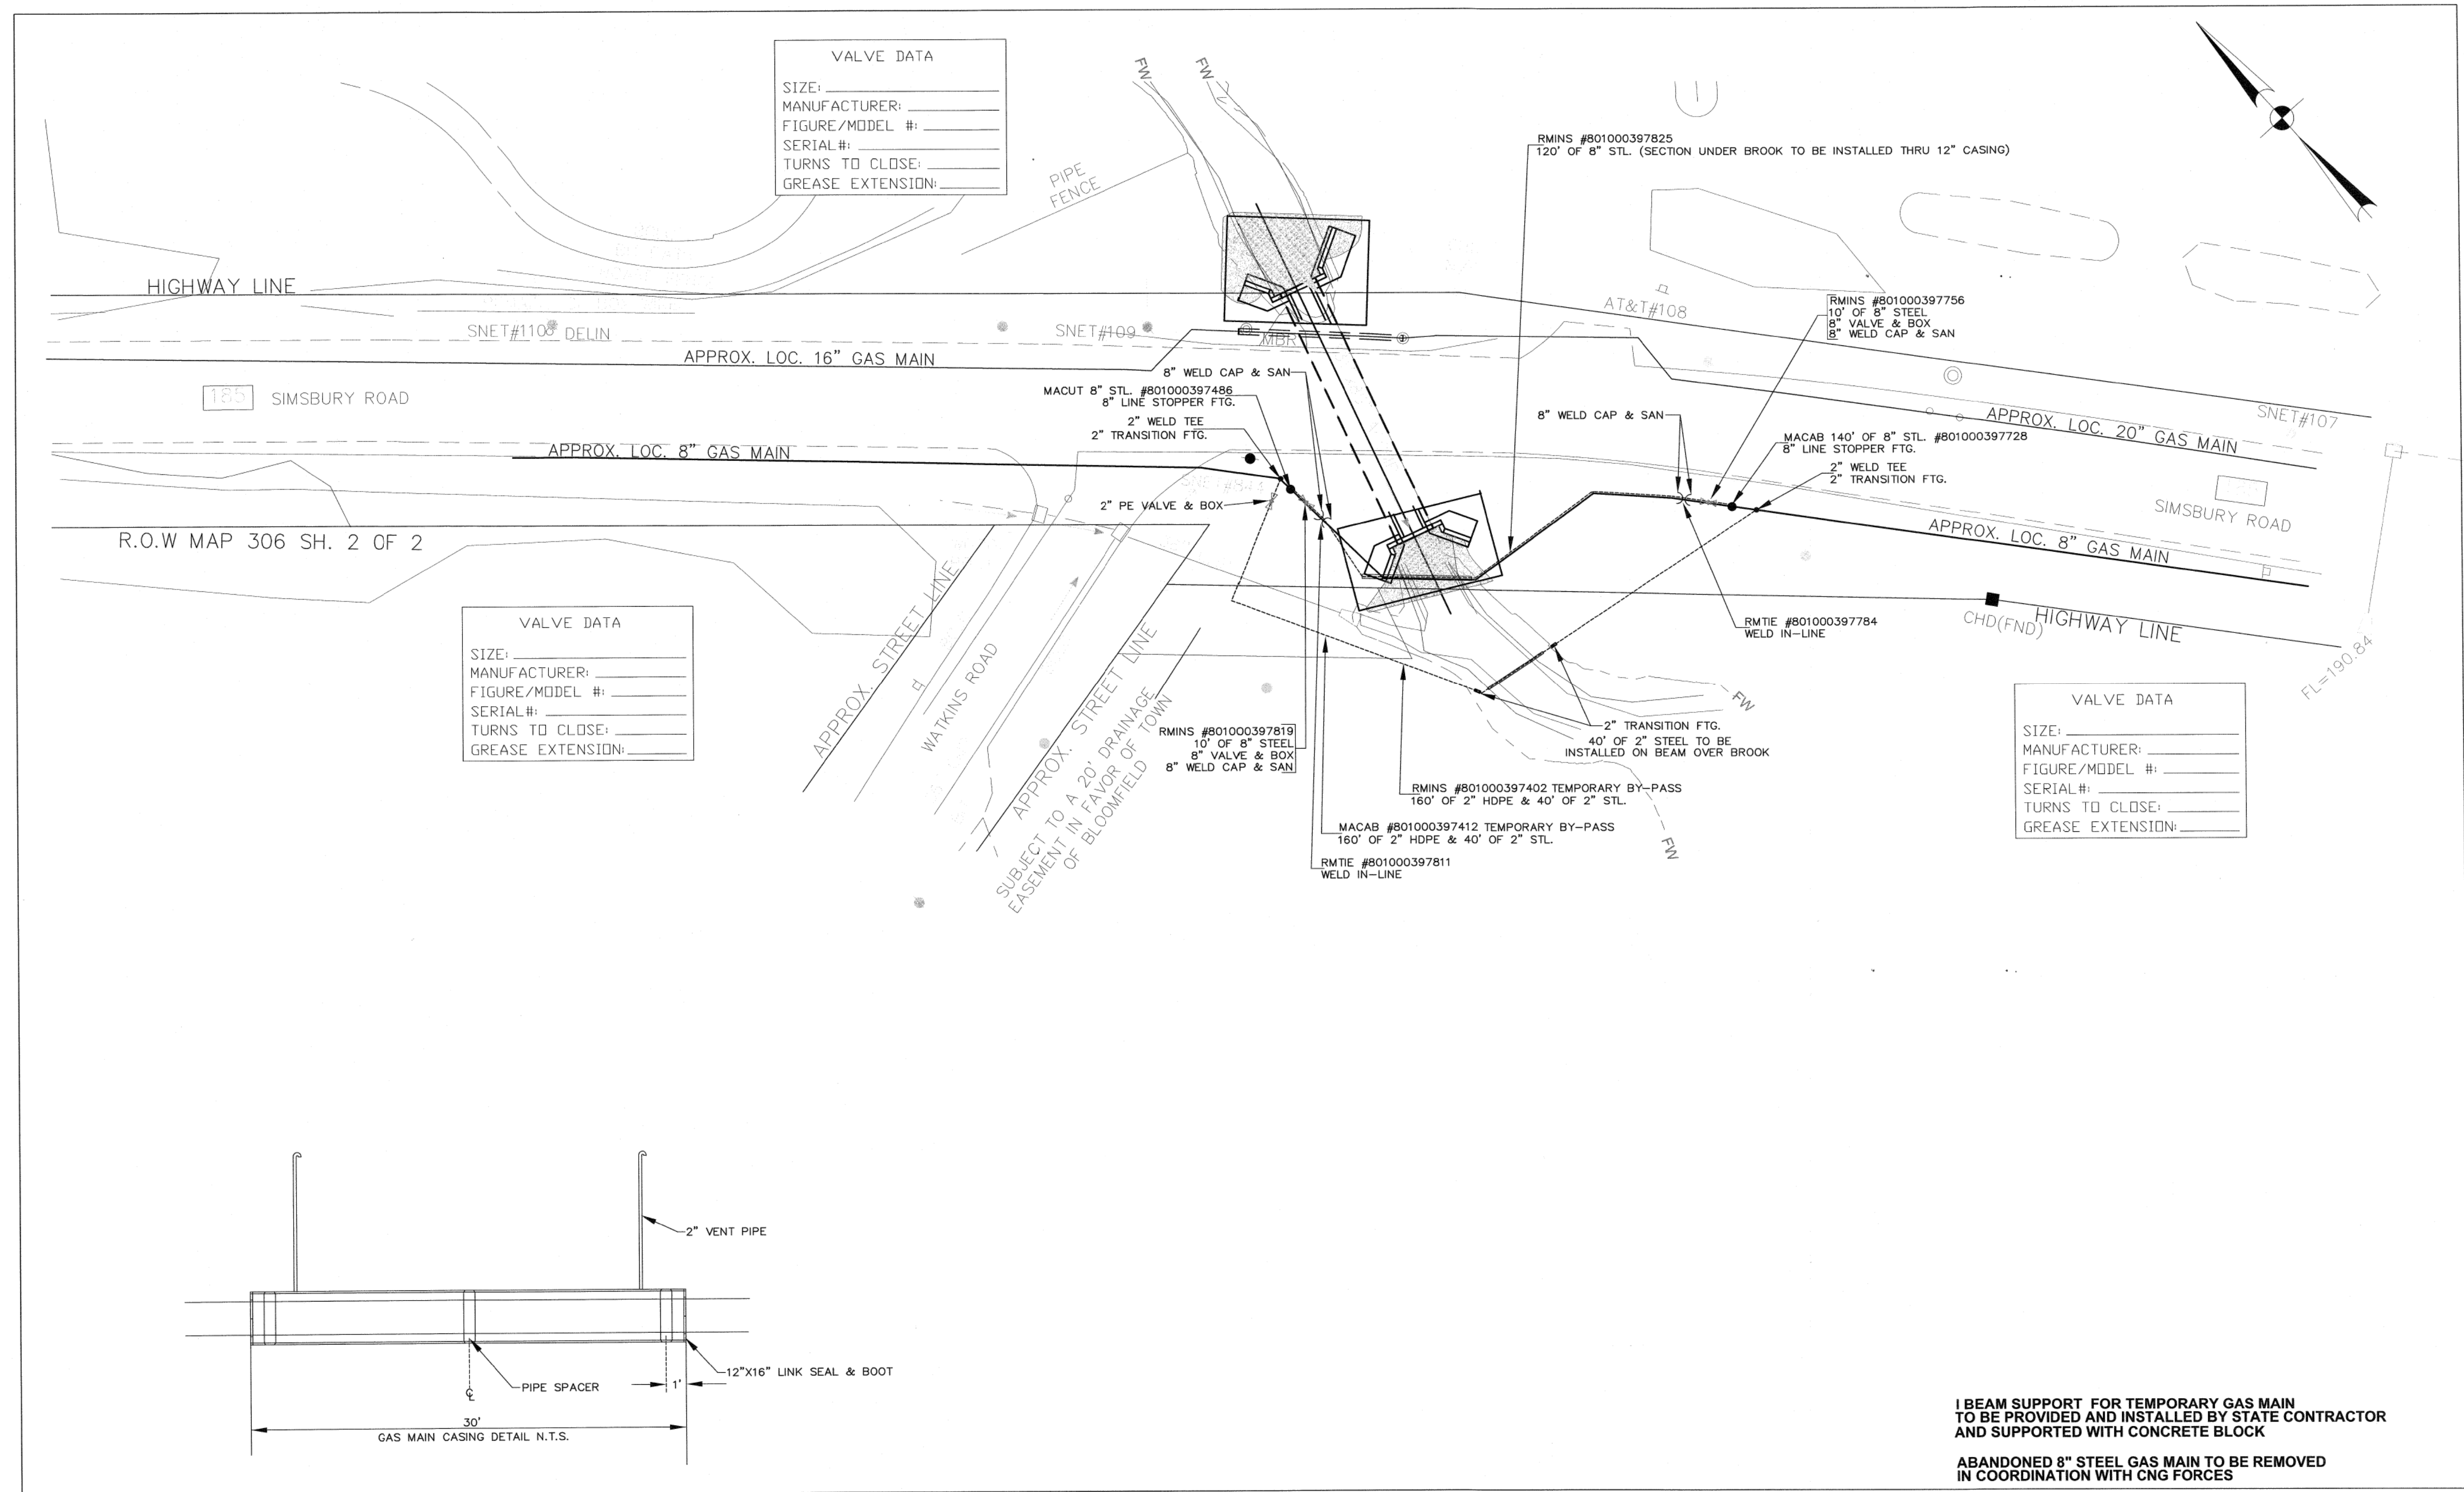 VALVE DATA
SIZE:
MANUFACTURER:
FIGURE/MODEL #:
SERIAL#:
TURNS TO CLOSE:
GREASE EXTENSION:
FW
FW
PIPE
FENCE
RMINS #801000397825
120' OF 8" STL. (SECTION UNDER BROOK TO BE INSTALLED THRU 12" CASING)
HIGHWAY LINE
SNET#110
DELIN
SNET#109
MBR
AT&T#108
RMINS #801000397756
10' OF 8" STEEL
8" VALVE & BOX
8" WELD CAP & SAN
APPROX. LOC. 16" GAS MAIN
185
SIMSBURY ROAD
8" WELD CAP & SAN
MACUT 8" STL. #801000397486
8" LINE STOPPER FTG.
2" WELD TEE
2" TRANSITION FTG.
8" WELD CAP & SAN
APPROX. LOC. 20" GAS MAIN
SNET#107
MACAB 140' OF 8" STL. #801000397728
8" LINE STOPPER FTG.
2" WELD TEE
2" TRANSITION FTG.
APPROX. LOC. 8" GAS MAIN
2" PE VALVE & BOX
SIMSBURY ROAD
APPROX. LOC. 8" GAS MAIN
R.O.W MAP 306 SH. 2 OF 2
RMTIE #801000397784
WELD IN-LINE
CHD(FND)
HIGHWAY LINE
FL=190.84
VALVE DATA
SIZE:
MANUFACTURER:
FIGURE/MODEL #:
SERIAL#:
TURNS TO CLOSE:
GREASE EXTENSION:
APPROX. STREET LINE
WATKINS ROAD
APPROX. STREET LINE
SUBJECT TO A 20' DRAINAGE
EASEMENT IN FAVOR OF TOWN
OF BLOOMFIELD
RMINS #801000397819
10' OF 8" STEEL
8" VALVE & BOX
8" WELD CAP & SAN
FW
2" TRANSITION FTG.
40' OF 2" STEEL TO BE
INSTALLED ON BEAM OVER BROOK
RMINS #801000397402 TEMPORARY BY-PASS
160' OF 2" HDPE & 40' OF 2" STL.
MACAB #801000397412 TEMPORARY BY-PASS
160' OF 2" HDPE & 40' OF 2" STL.
RMTIE #801000397811
WELD IN-LINE
FW
VALVE DATA
SIZE:
MANUFACTURER:
FIGURE/MODEL #:
SERIAL#:
TURNS TO CLOSE:
GREASE EXTENSION:
2" VENT PIPE
12"X16" LINK SEAL & BOOT
PIPE SPACER
1'
30'
GAS MAIN CASING DETAIL N.T.S.
I BEAM SUPPORT FOR TEMPORARY GAS MAIN
TO BE PROVIDED AND INSTALLED BY STATE CONTRACTOR
AND SUPPORTED WITH CONCRETE BLOCK
ABANDONED 8" STEEL GAS MAIN TO BE REMOVED
IN COORDINATION WITH CNG FORCES